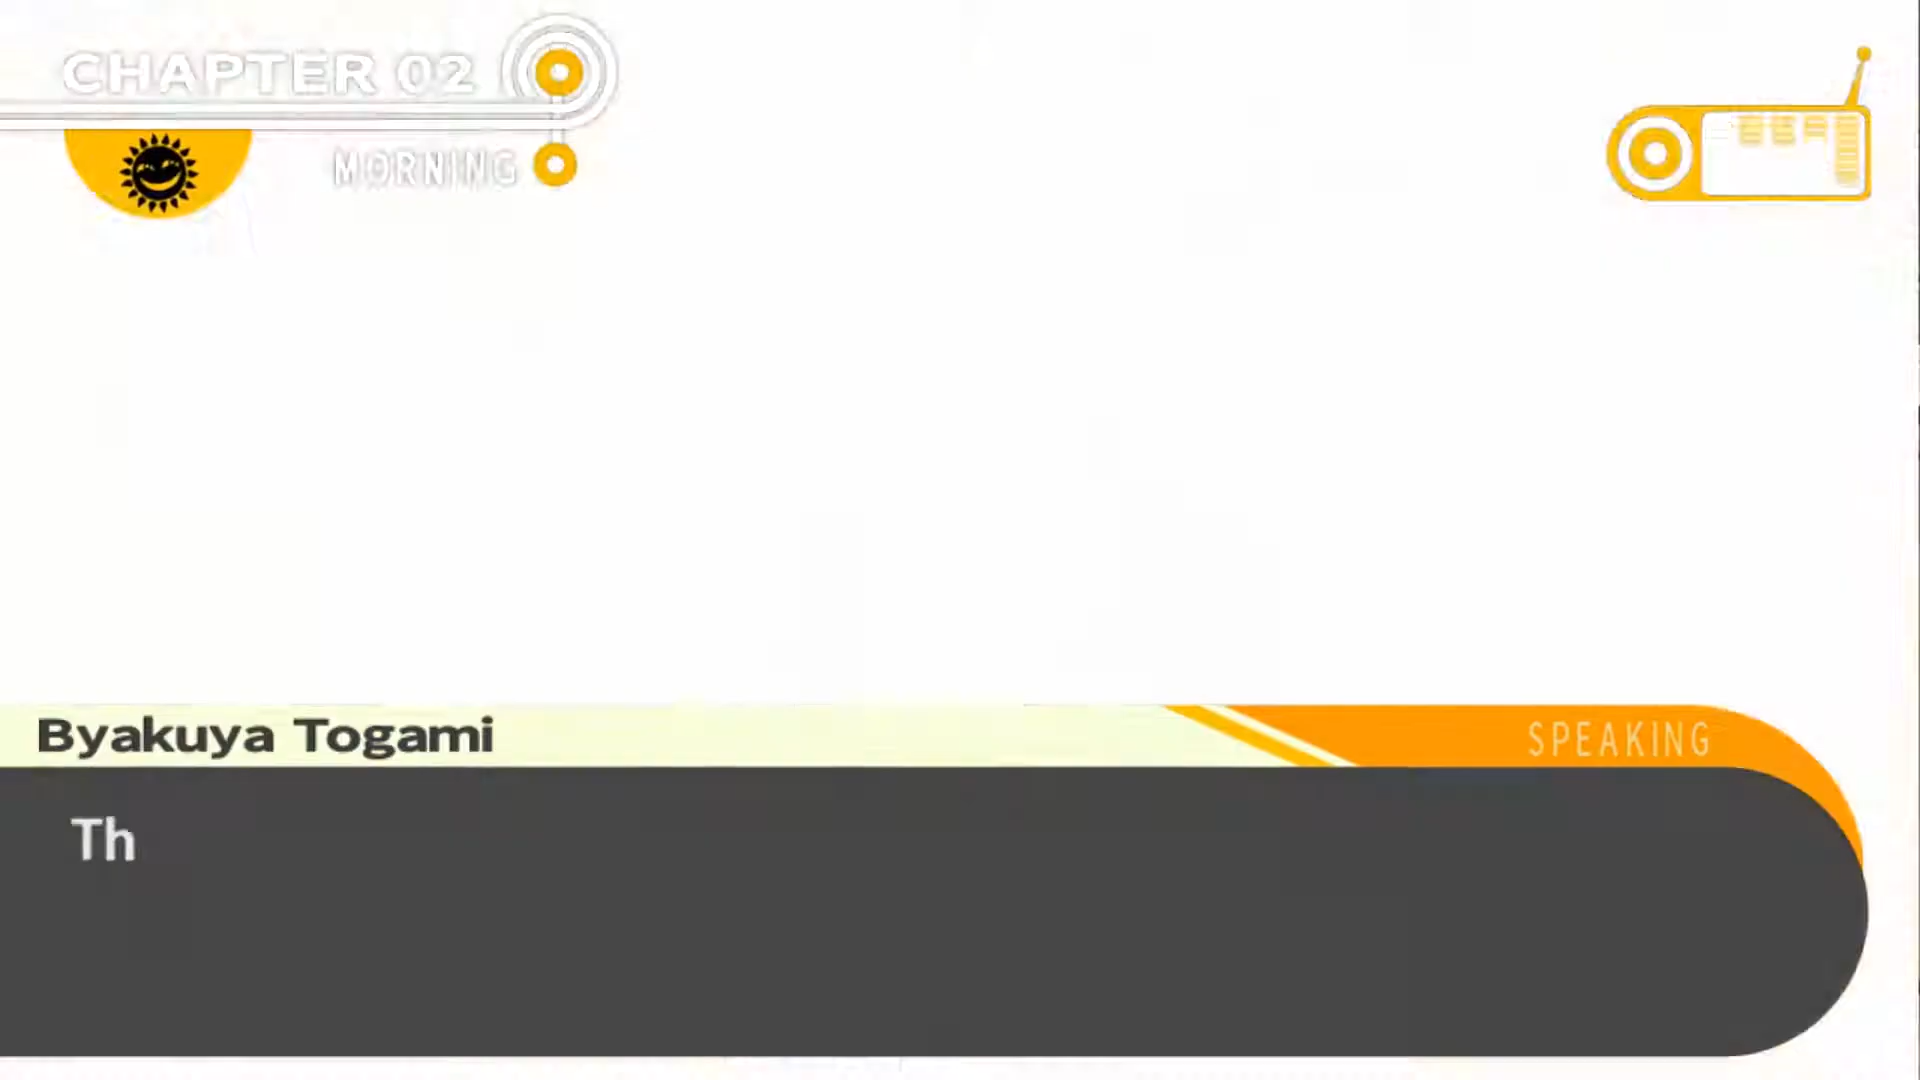 CHAPTER 02
MORNING
Byakuya Togami
SPEAKING
Th